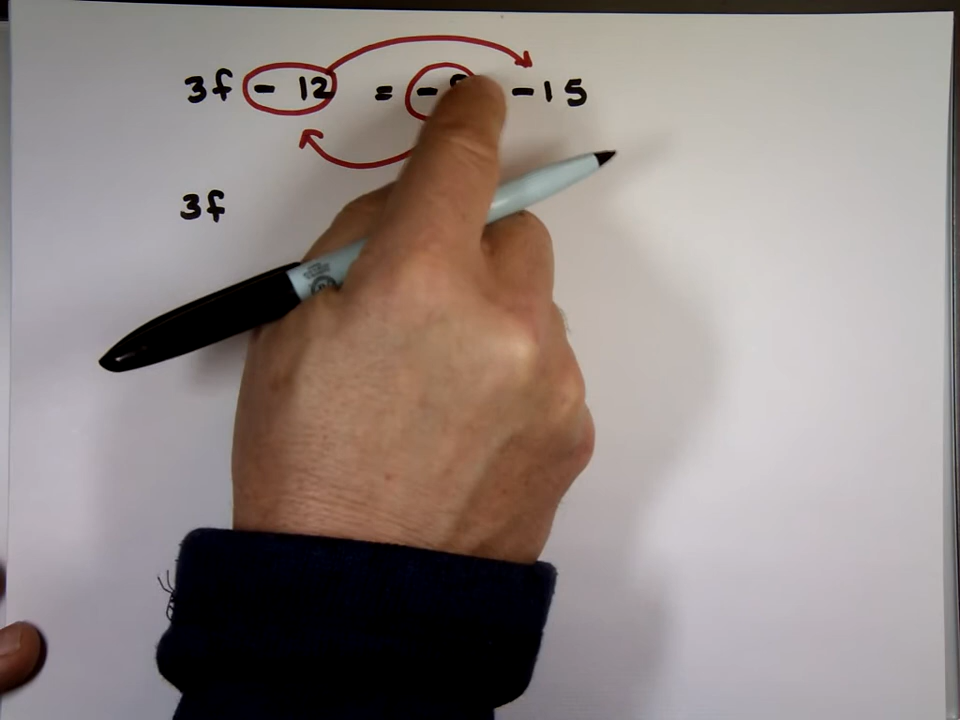 3f - 12 = - - 15
3f